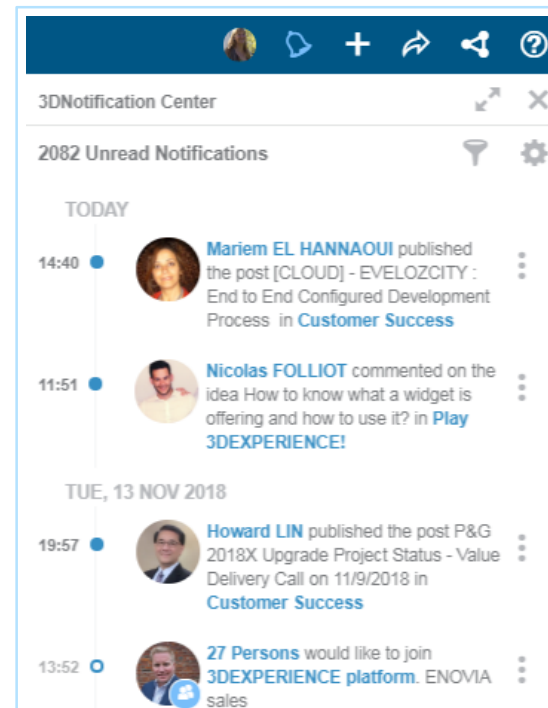 3DNotification Center
2082 Unread Notifications
TODAY
14:40
Mariem EL HANNAOUI published
the post [CLOUD] - EVELOZCITY :
End to End Configured Development
Process in Customer Success
11:51
Nicolas FOLLIOT commented on the
idea How to know what a widget is
offering and how to use it? in Play
3DEXPERIENCE!
TUE, 13 NOV 2018
19:57
Howard LIN published the post P&G
2018X Upgrade Project Status - Value
Delivery Call on 11/9/2018 in
Customer Success
13:52
27 Persons would like to join
3DEXPERIENCE platform. ENOVIA
sales